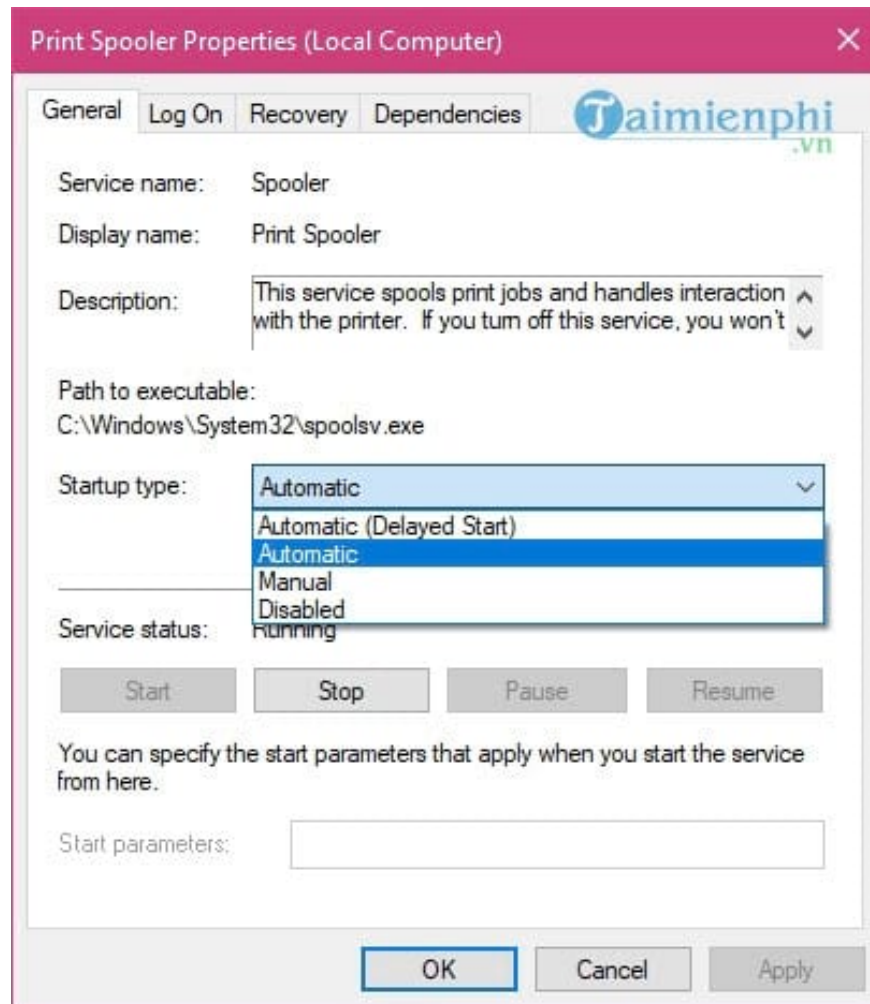 Print Spooler Properties (Local Computer)
General Log On Recovery Dependencies
Taimienphi
.vn
Service name: Spooler
Display name: Print Spooler
Description: This service spools print jobs and handles interaction
with the printer. If you turn off this service, you won't
Path to executable:
C:\Windows\System32\spoolsv.exe
Startup type: Automatic
Automatic (Delayed Start)
Automatic
Manual
Disabled
Service status: Running
Start Stop Pause Resume
You can specify the start parameters that apply when you start the service
from here.
Start parameters:
OK Cancel Apply